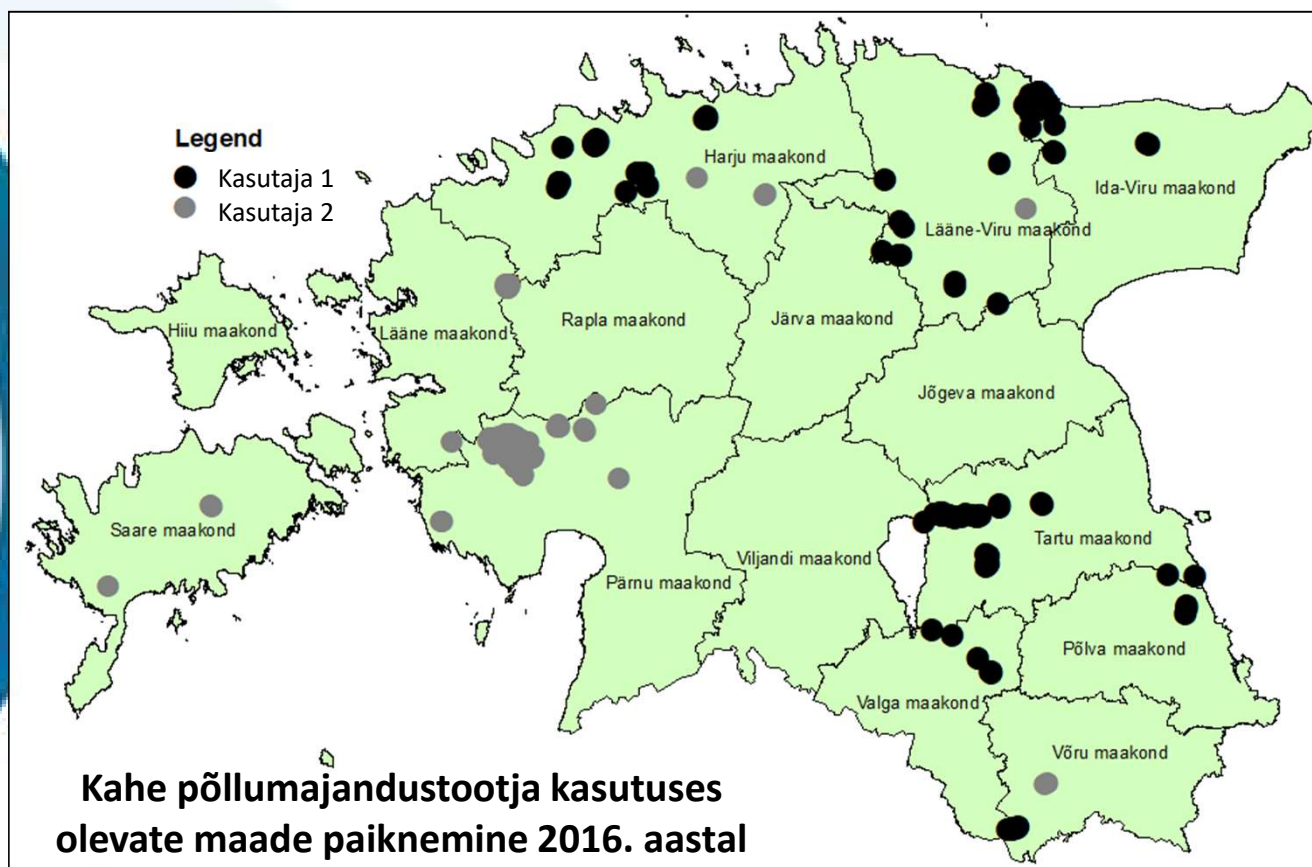 Legend
Kasutaja 1
Kasutaja 2
Harju maakond
Ida-Viru maakond
Lääne-Viru maakond
Hiiu maakond
Lääne maakond
Rapla maakond
Järva maakond
Jõgeva maakond
Saare maakond
Pärnu maakond
Viljandi maakond
Tartu maakond
Põlva maakond
Valga maakond
Võru maakond
Kahe põllumajandustootja kasutuses
olevate maade paiknemine 2016. aastal